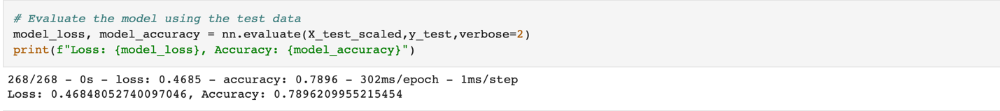 # Evaluate the model using the test data
model_loss, model_accuracy = nn.evaluate(X_test_scaled,y_test,verbose=2)
print(f"Loss: {model_loss}, Accuracy: {model_accuracy}")
268/268 - 0s - loss: 0.4685 - accuracy: 0.7896 - 302ms/epoch - 1ms/step
Loss: 0.46848052740097046, Accuracy: 0.7896209955215454